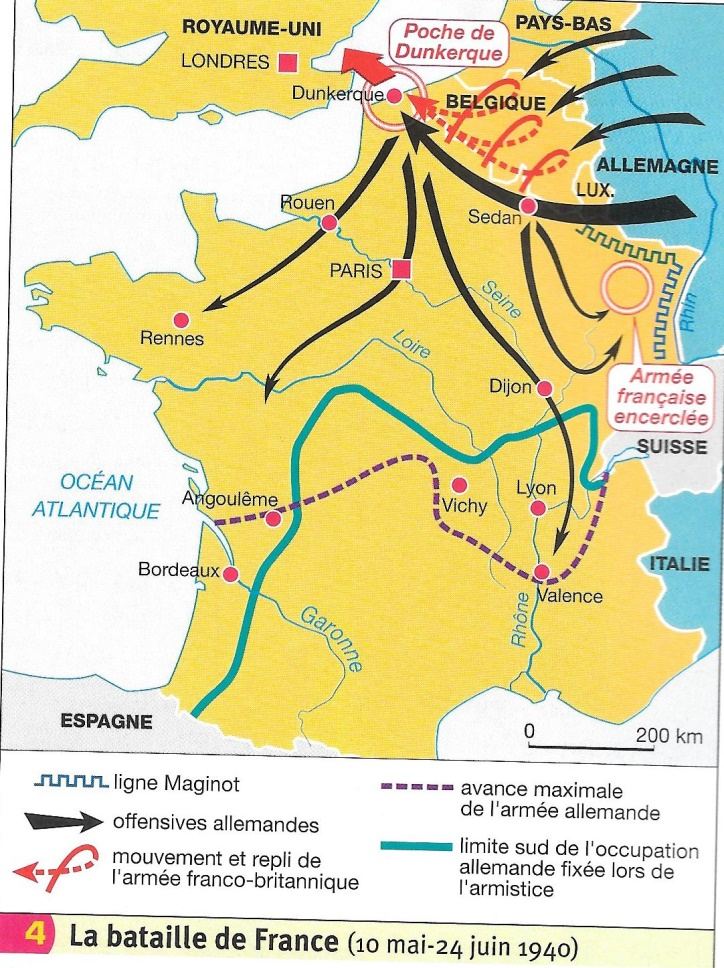 ROYAUME-UNI
PAYS-BAS
Poche de
Dunkerque
LONDRES
Dunkerque
BELGIQUE
ALLEMAGNE
LUX.
Sedan
Rouen
PARIS
Seine
Rhin
Rennes
Loire
Dijon
Armée
française
encerclée
SUISSE
OCÉAN
ATLANTIQUE
Angoulême
Vichy
Lyon
ITALIE
Bordeaux
Valence
Garonne
Rhône
ESPAGNE
0 200 km
ligne Maginot
offensives allemandes
mouvement et repli de
l'armée franco-britannique
avance maximale
de l'armée allemande
limite sud de l'occupation
allemande fixée lors de
l'armistice
4 La bataille de France (10 mai-24 juin 1940)